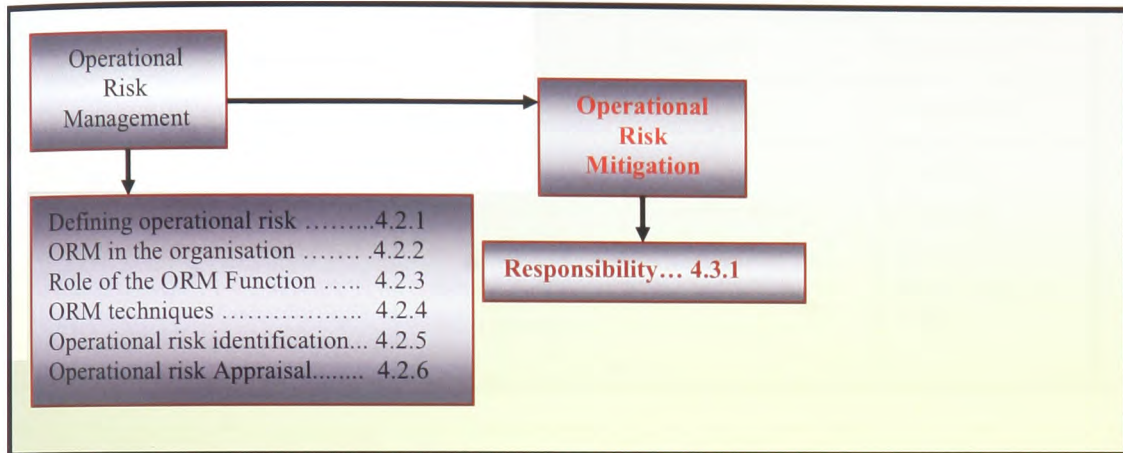 Operational
Risk
Management
Operational
Risk
Mitigation
Defining operational risk ………4.2.1
ORM in the organisation ……. .4.2.2
Role of the ORM Function ….. 4.2.3
ORM techniques ……………… 4.2.4
Operational risk identification... 4.2.5
Operational risk Appraisal........ 4.2.6
Responsibility… 4.3.1